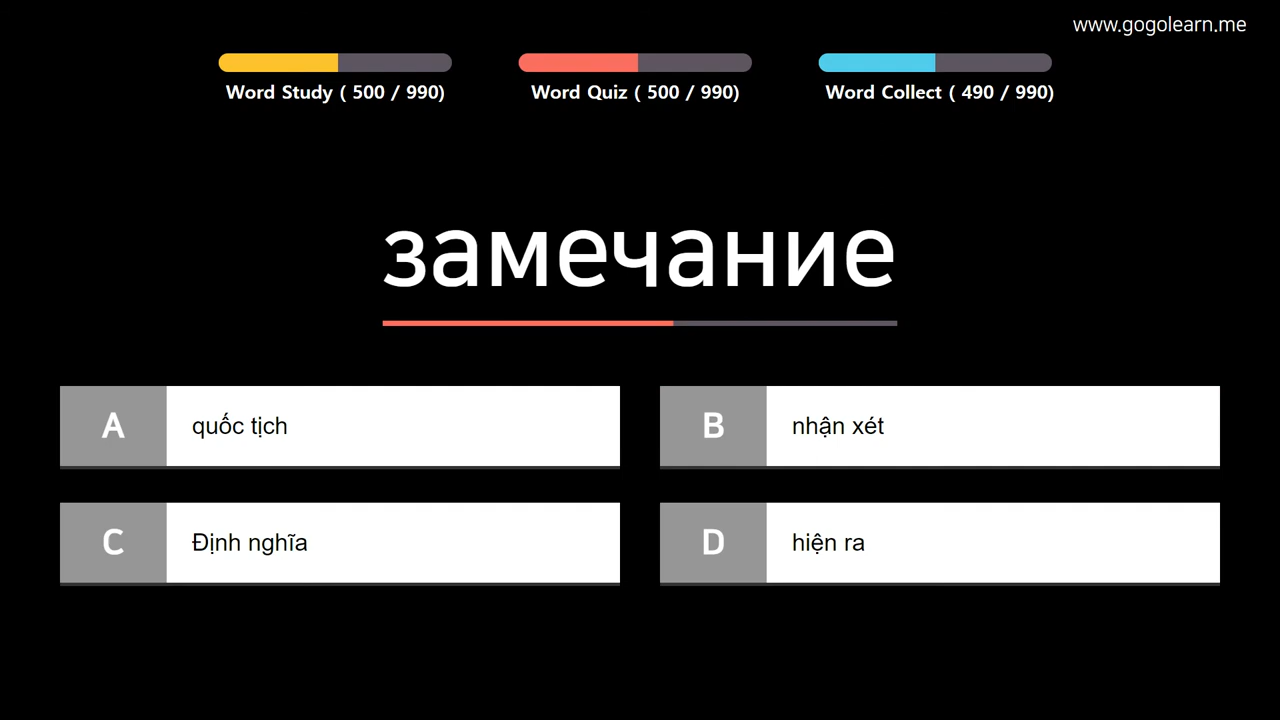 www.gogolearn.me
Word Study ( 500 / 990)
Word Quiz ( 500 / 990)
Word Collect ( 490 / 990)
замечание
A quốc tịch
B nhận xét
C Định nghĩa
D hiện ra